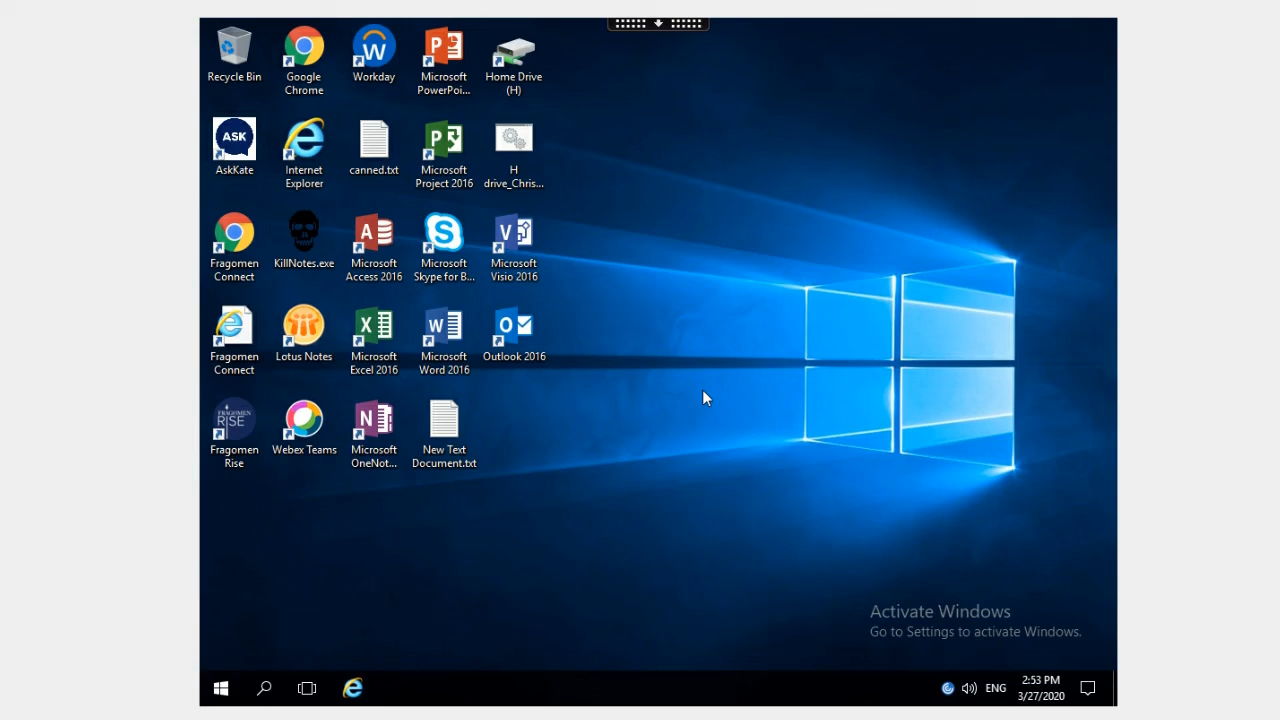 Recycle Bin
Google
Chrome
Workday
Microsoft
PowerPoi...
Home Drive
(H)
ASK
AskKate
Internet
Explorer
canned.txt
Microsoft
Project 2016
H
drive_Chris...
Fragomen
Connect
KillNotes.exe
Microsoft
Access 2016
Microsoft
Skype for B...
Microsoft
Visio 2016
Fragomen
Connect
Lotus Notes
Microsoft
Excel 2016
Microsoft
Word 2016
Outlook 2016
FRAGOMEN
RISE
Fragomen
Rise
Webex Teams
Microsoft
OneNot...
New Text
Document.txt
Activate Windows
Go to Settings to activate Windows.
ENG
2:53 PM
3/27/2020